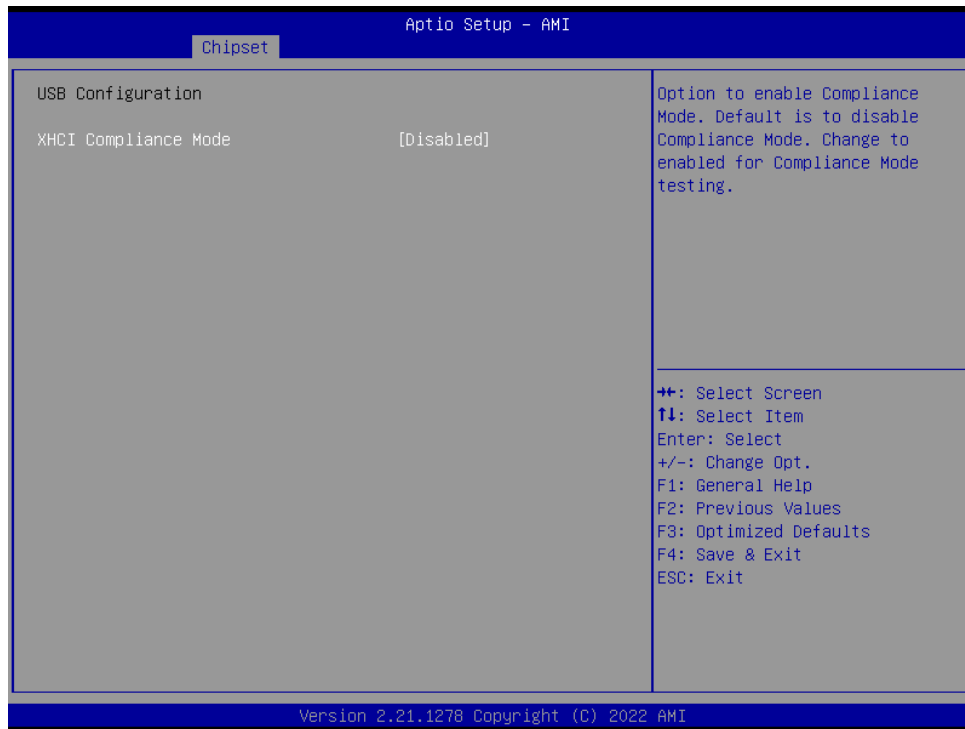 Aptio Setup – AMI
Chipset
USB Configuration
XHCI Compliance Mode [Disabled]
Option to enable Compliance
Mode. Default is to disable
Compliance Mode. Change to
enabled for Compliance Mode
testing.
→←: Select Screen
↑↓: Select Item
Enter: Select
+/-: Change Opt.
F1: General Help
F2: Previous Values
F3: Optimized Defaults
F4: Save & Exit
ESC: Exit
Version 2.21.1278 Copyright (C) 2022 AMI